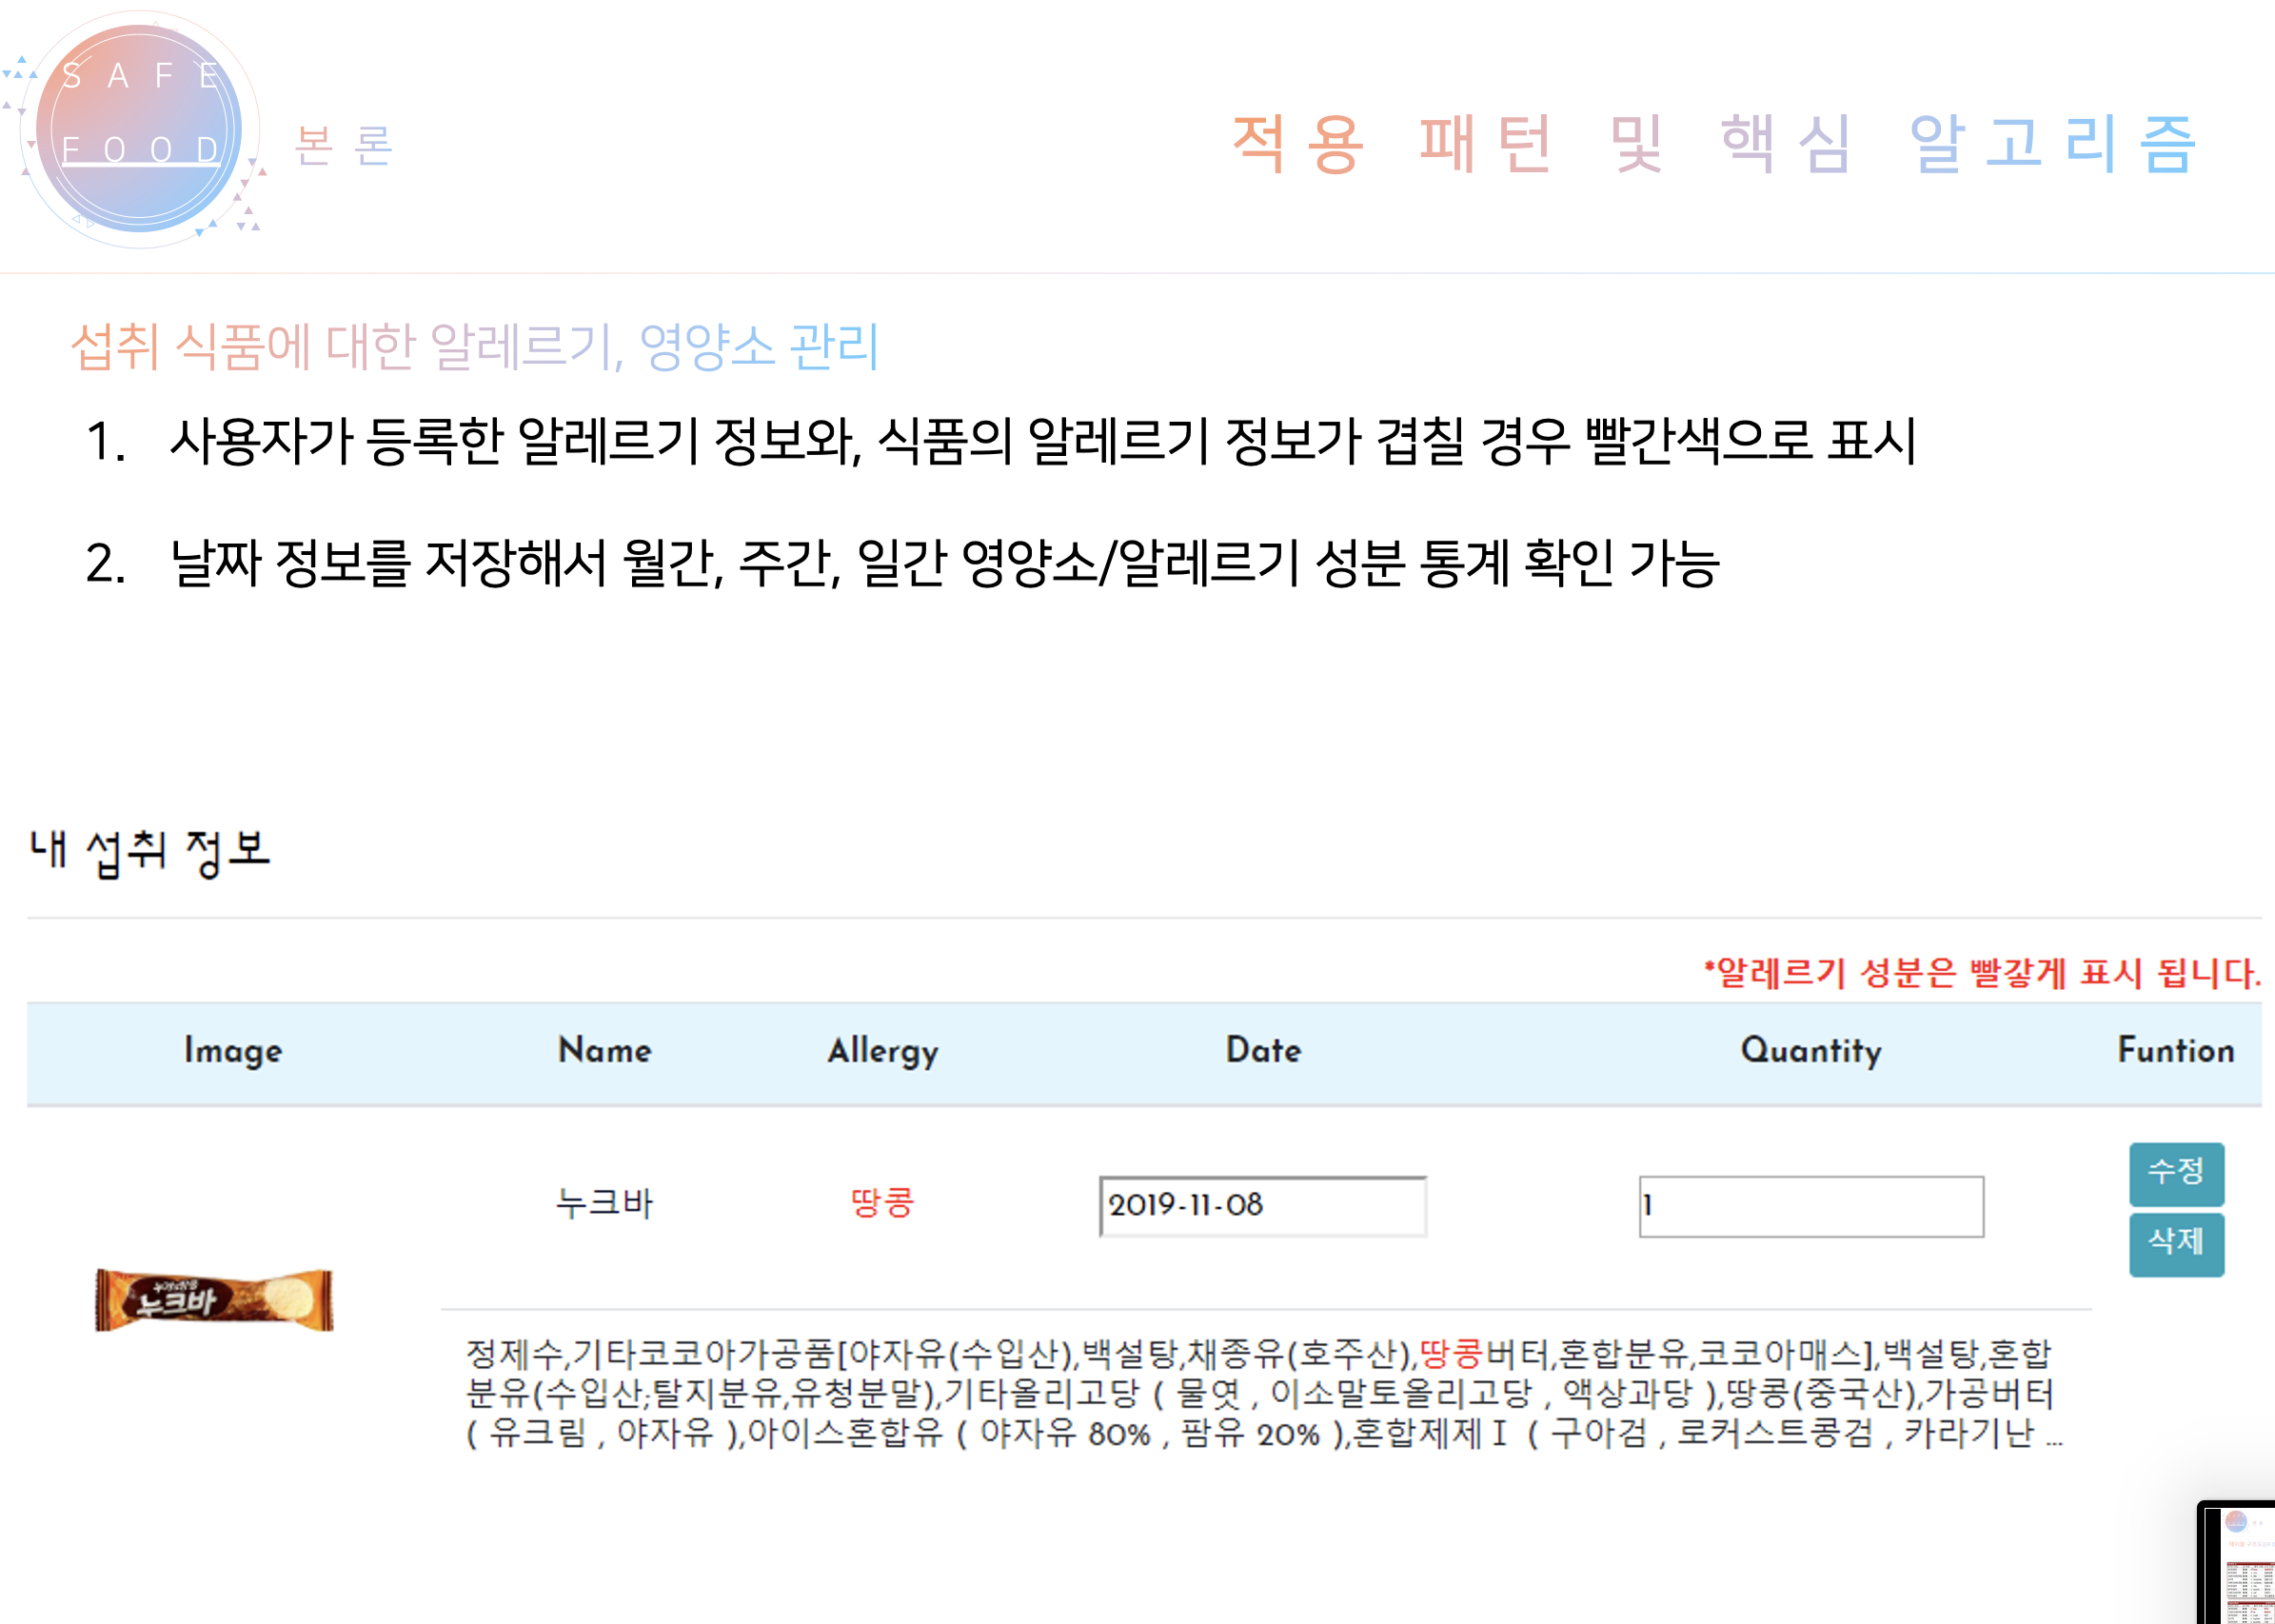 SAFE
FOOD
본론
적용 패턴 및 핵심 알고리즘
섭취 식품에 대한 알레르기, 영양소 관리
1. 사용자가 등록한 알레르기 정보와, 식품의 알레르기 정보가 겹칠 경우 빨간색으로 표시
2. 날짜 정보를 저장해서 월간, 주간, 일간 영양소/알레르기 성분 통계 확인 가능
내 섭취 정보
*알레르기 성분은 빨갛게 표시 됩니다.
Image Name Allergy Date Quantity Funtion
누크바 땅콩 2019-11-08 1 수정
삭제
누크바
정제수,기타코코아가공품[야자유(수입산),백설탕,채종유(호주산),땅콩버터,혼합분유,코코아매스],백설탕,혼합
분유(수입산;탈지분유,유청분말),기타올리고당 ( 물엿 , 이소말토올리고당 , 액상과당 ),땅콩(중국산),가공버터
( 유크림 , 야자유 ),아이스혼합유 ( 야자유 80% , 팜유 20% ),혼합제제Ⅰ ( 구아검 , 로커스트콩검 , 카라기난 ...